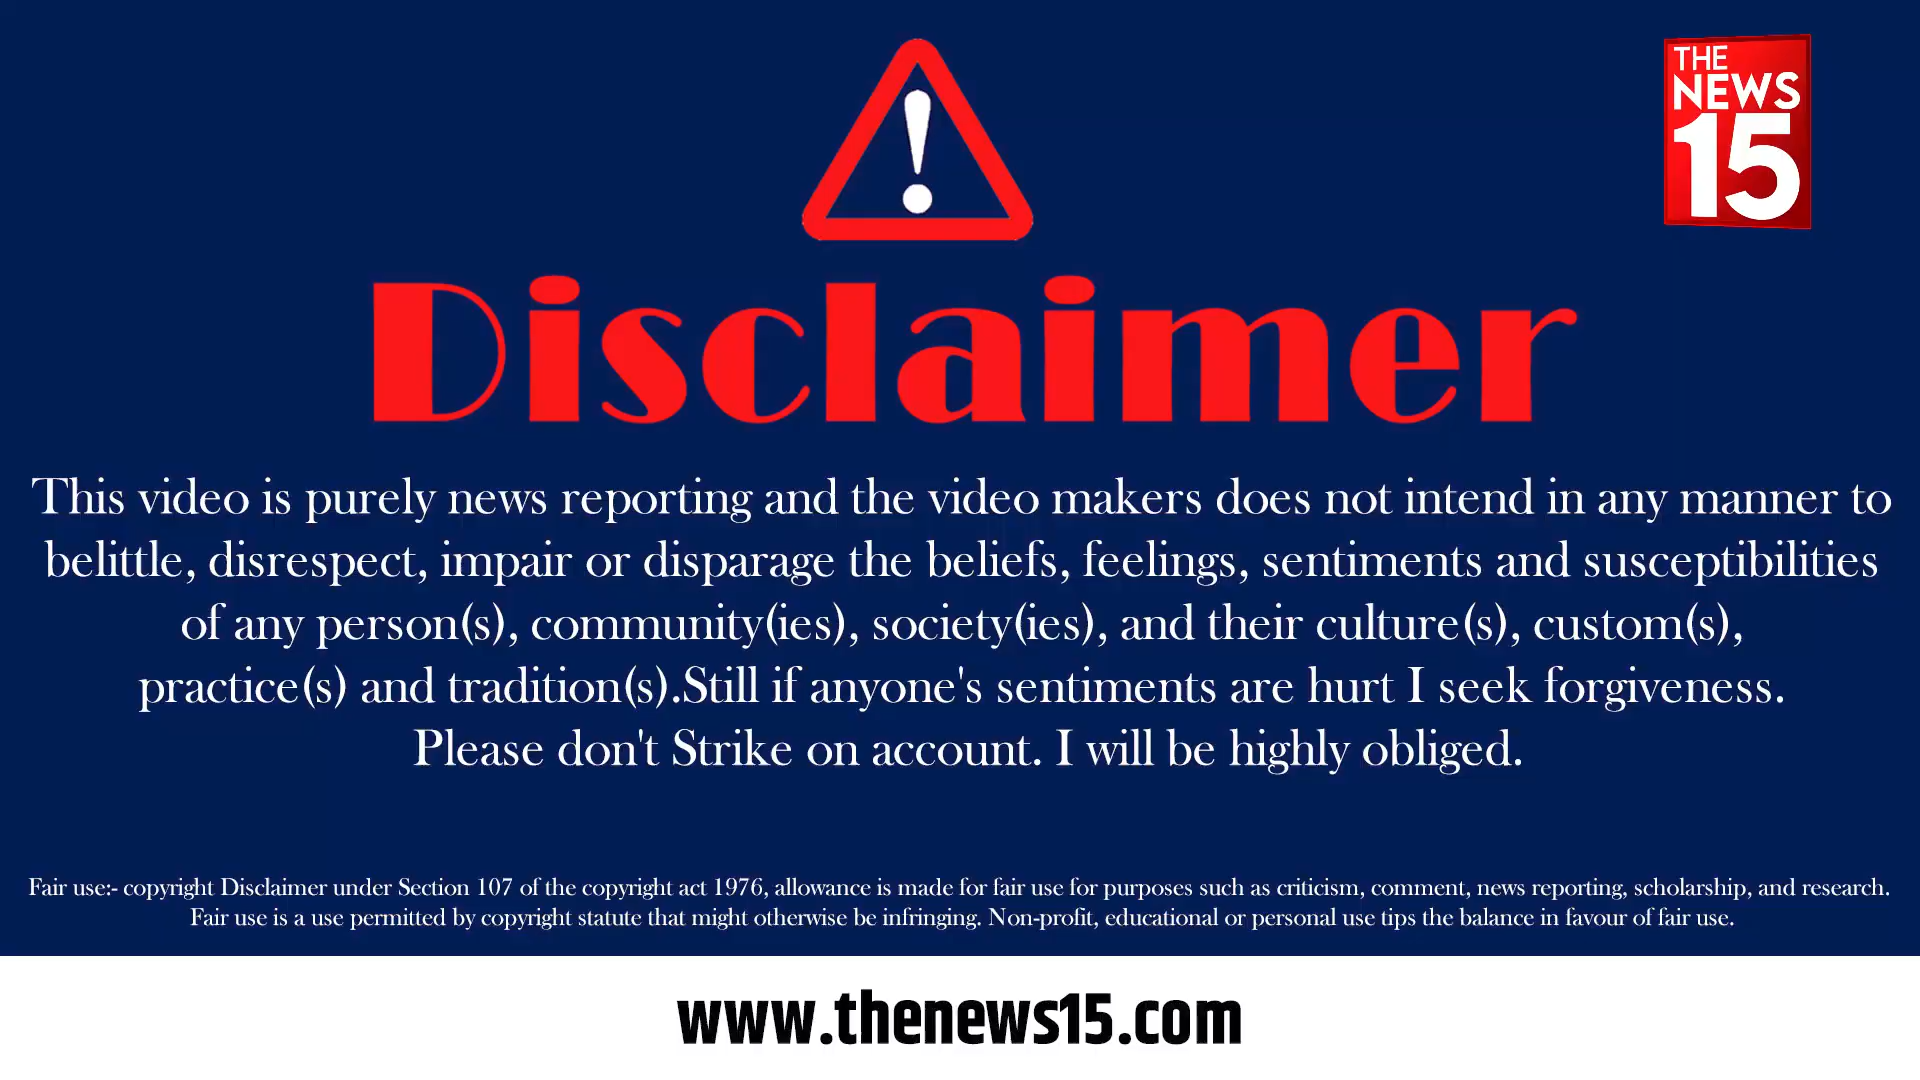 THE
NEWS
15
Disclaimer
This video is purely news reporting and the video makers does not intend in any manner to
belittle, disrespect, impair or disparage the beliefs, feelings, sentiments and susceptibilities
of any person(s), community(ies), society(ies), and their culture(s), custom(s),
practice(s) and tradition(s).Still if anyone's sentiments are hurt I seek forgiveness.
Please don't Strike on account. I will be highly obliged.
Fair use:- copyright Disclaimer under Section 107 of the copyright act 1976, allowance is made for fair use for purposes such as criticism, comment, news reporting, scholarship, and research.
Fair use is a use permitted by copyright statute that might otherwise be infringing. Non-profit, educational or personal use tips the balance in favour of fair use.
www.thenews15.com